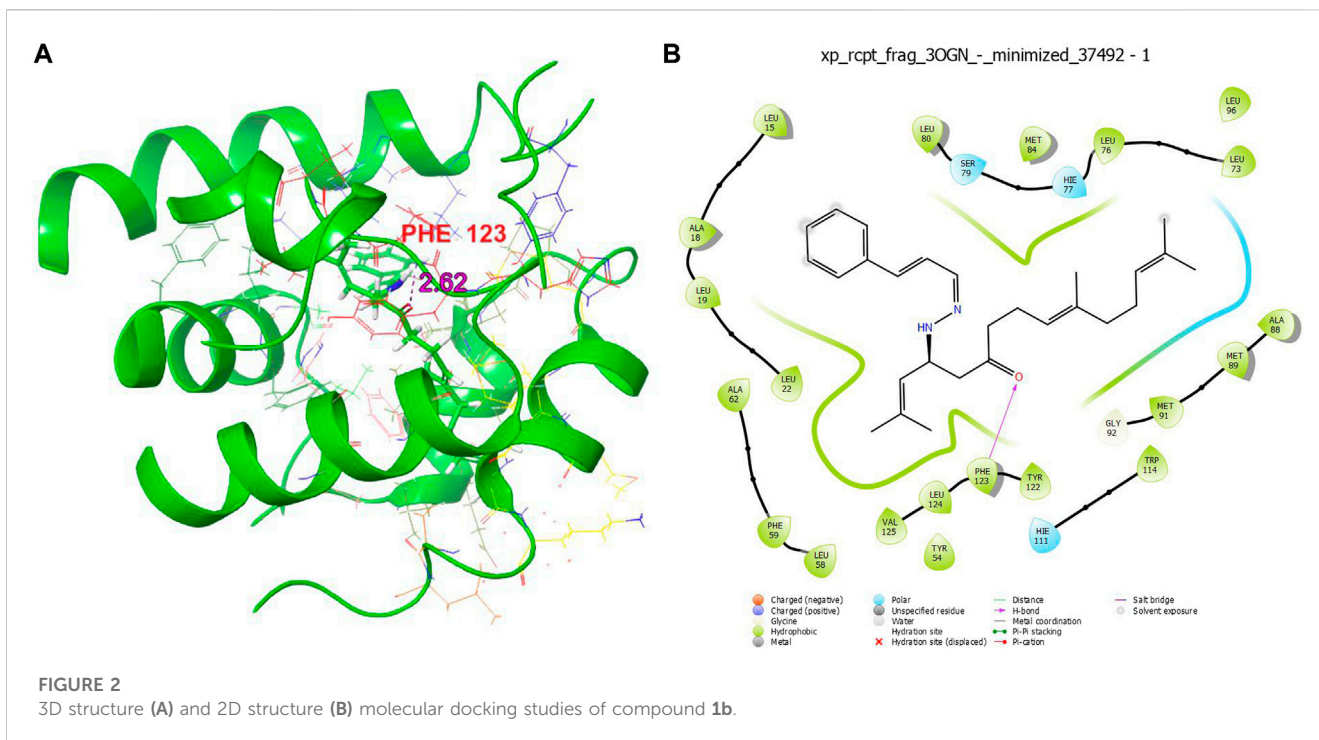 A
PHE 123
2.62
B
xp_rcpt_frag_3OGN_-_minimized_37492 - 1
LEU
15
ALA
18
LEU
19
LEU
22
ALA
62
PHE
59
LEU
58
LEU
80
SER
79
MET
84
HIE
77
LEU
76
LEU
96
LEU
73
HN
N
O
ALA
88
MET
89
MET
91
GLY
92
TRP
114
HIE
111
TYR
122
PHE
123
LEU
124
VAL
125
TYR
54
Charged (negative)
Charged (positive)
Glycine
Hydrophobic
Metal
Polar
Unspecified residue
Water
Hydration site
Hydration site (displaced)
Distance
H-bond
Metal coordination
Pi-Pi stacking
Pi-cation
Salt bridge
Solvent exposure
FIGURE 2
3D structure (A) and 2D structure (B) molecular docking studies of compound 1b.